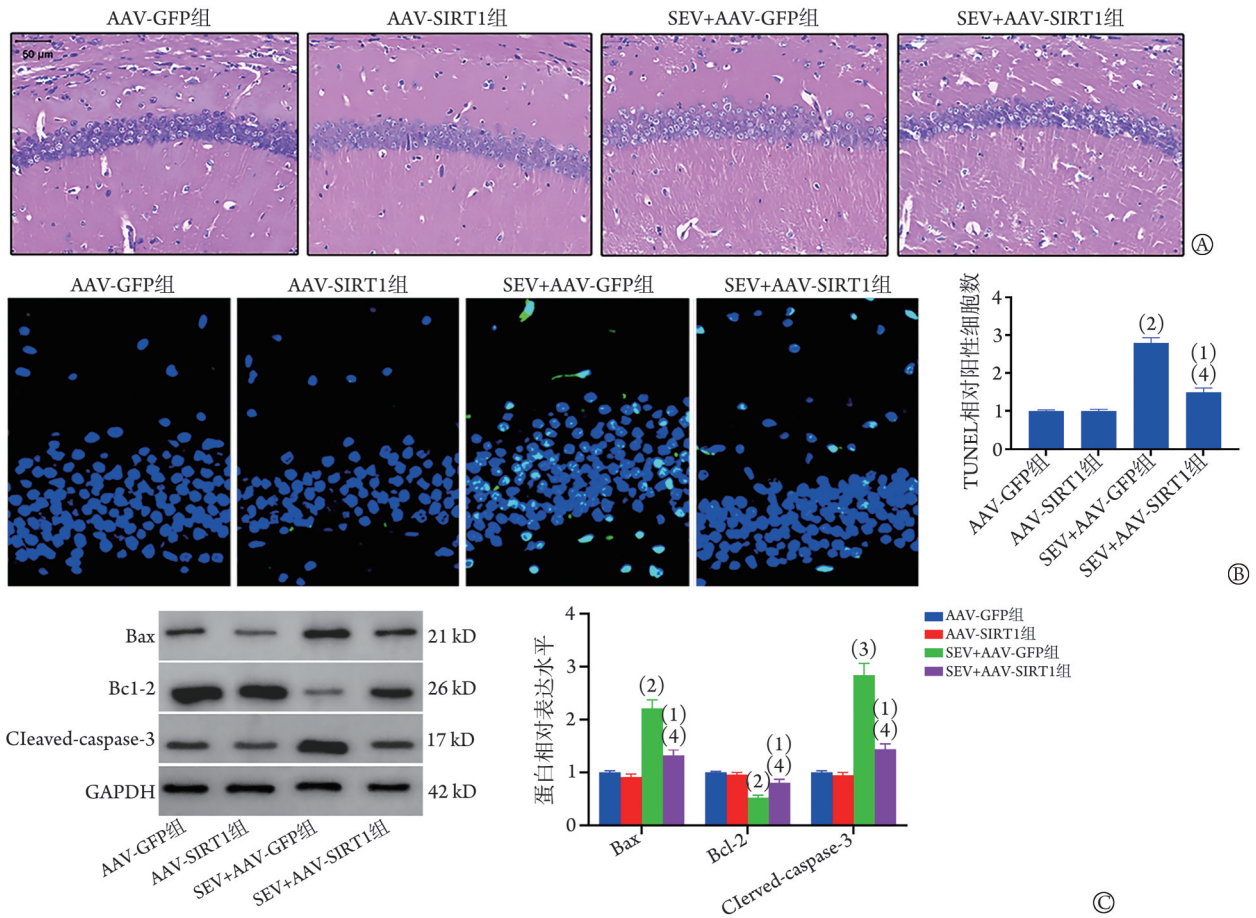 AAV-GFP组
AAV-SIRT1组
SEV+AAV-GFP组
SEV+AAV-SIRT1组
50 μm
Ⓐ
AAV-GFP组
AAV-SIRT1组
SEV+AAV-GFP组
SEV+AAV-SIRT1组
TUNEL相对阳性细胞数
4
3
2
1
0
(2)
(1)
(4)
AAV-GFP组
AAV-SIRT1组
SEV+AAV-GFP组
SEV+AAV-SIRT1组
Ⓑ
Bax
21 kD
Bc1-2
26 kD
CIeaved-caspase-3
17 kD
GAPDH
42 kD
AAV-GFP组
AAV-SIRT1组
SEV+AAV-GFP组
SEV+AAV-SIRT1组
蛋白相对表达水平
4
3
2
1
0
(2)
(1)
(4)
(2)
(1)
(4)
(3)
(1)
(4)
Bax
Bcl-2
CIerved-caspase-3
AAV-GFP组
AAV-SIRT1组
SEV+AAV-GFP组
SEV+AAV-SIRT1组
Ⓒ